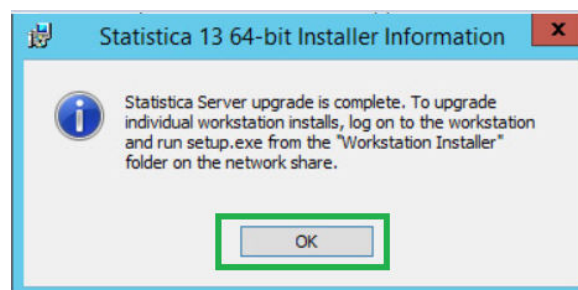 Statistica 13 64-bit Installer Information
x
Statistica Server upgrade is complete. To upgrade
individual workstation installs, log on to the workstation
and run setup.exe from the "Workstation Installer"
folder on the network share.
OK